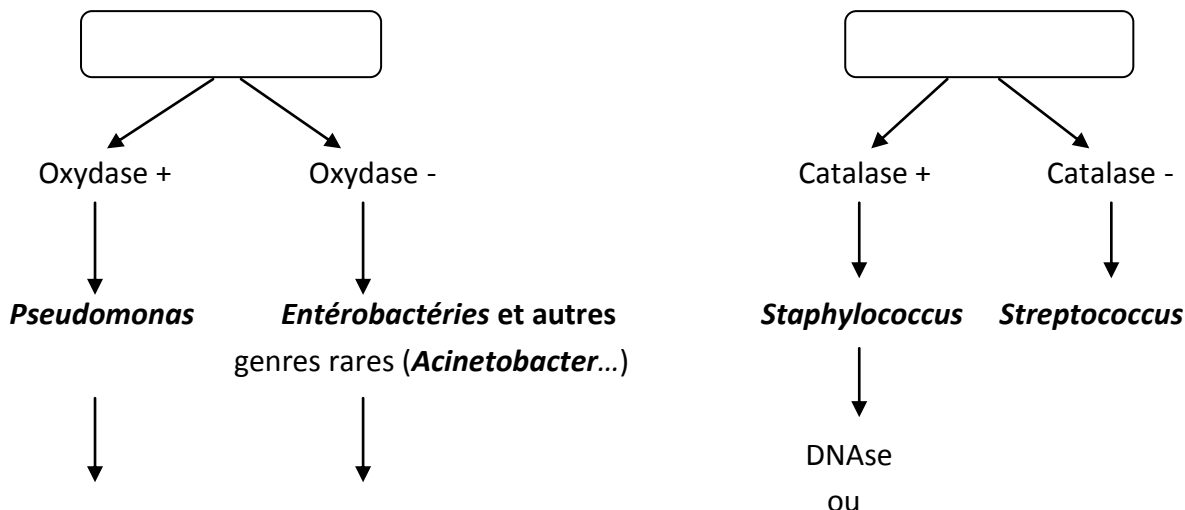 Oxydase +
Oxydase -
Catalase +
Catalase -
Pseudomonas
Entérobactéries et autres
genres rares (Acinetobacter...)
Staphylococcus
Streptococcus
DNAse
ou